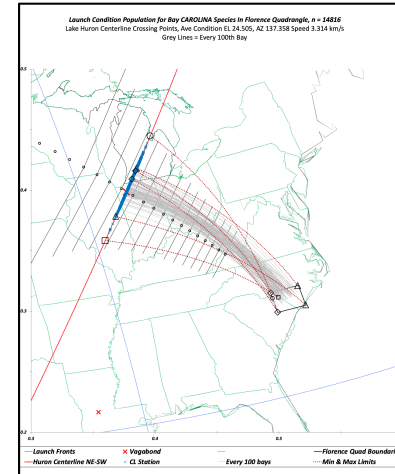 Launch Condition Population for Bay CAROLINA Species In Florence Quadrangle, n = 14816
Lake Huron Centerline Crossing Points, Ave Condition EL 24.505, AZ 137.358 Speed 3.314 km/s
Grey Lines = Every 100th Bay
0.5
0.4
0.3
0.2
0.3 0.4 0.5
Launch Fronts Vagabond Florence Quad Boundari
Huron Centerline NE-SW CL Station Every 100 bays Min & Max Limits